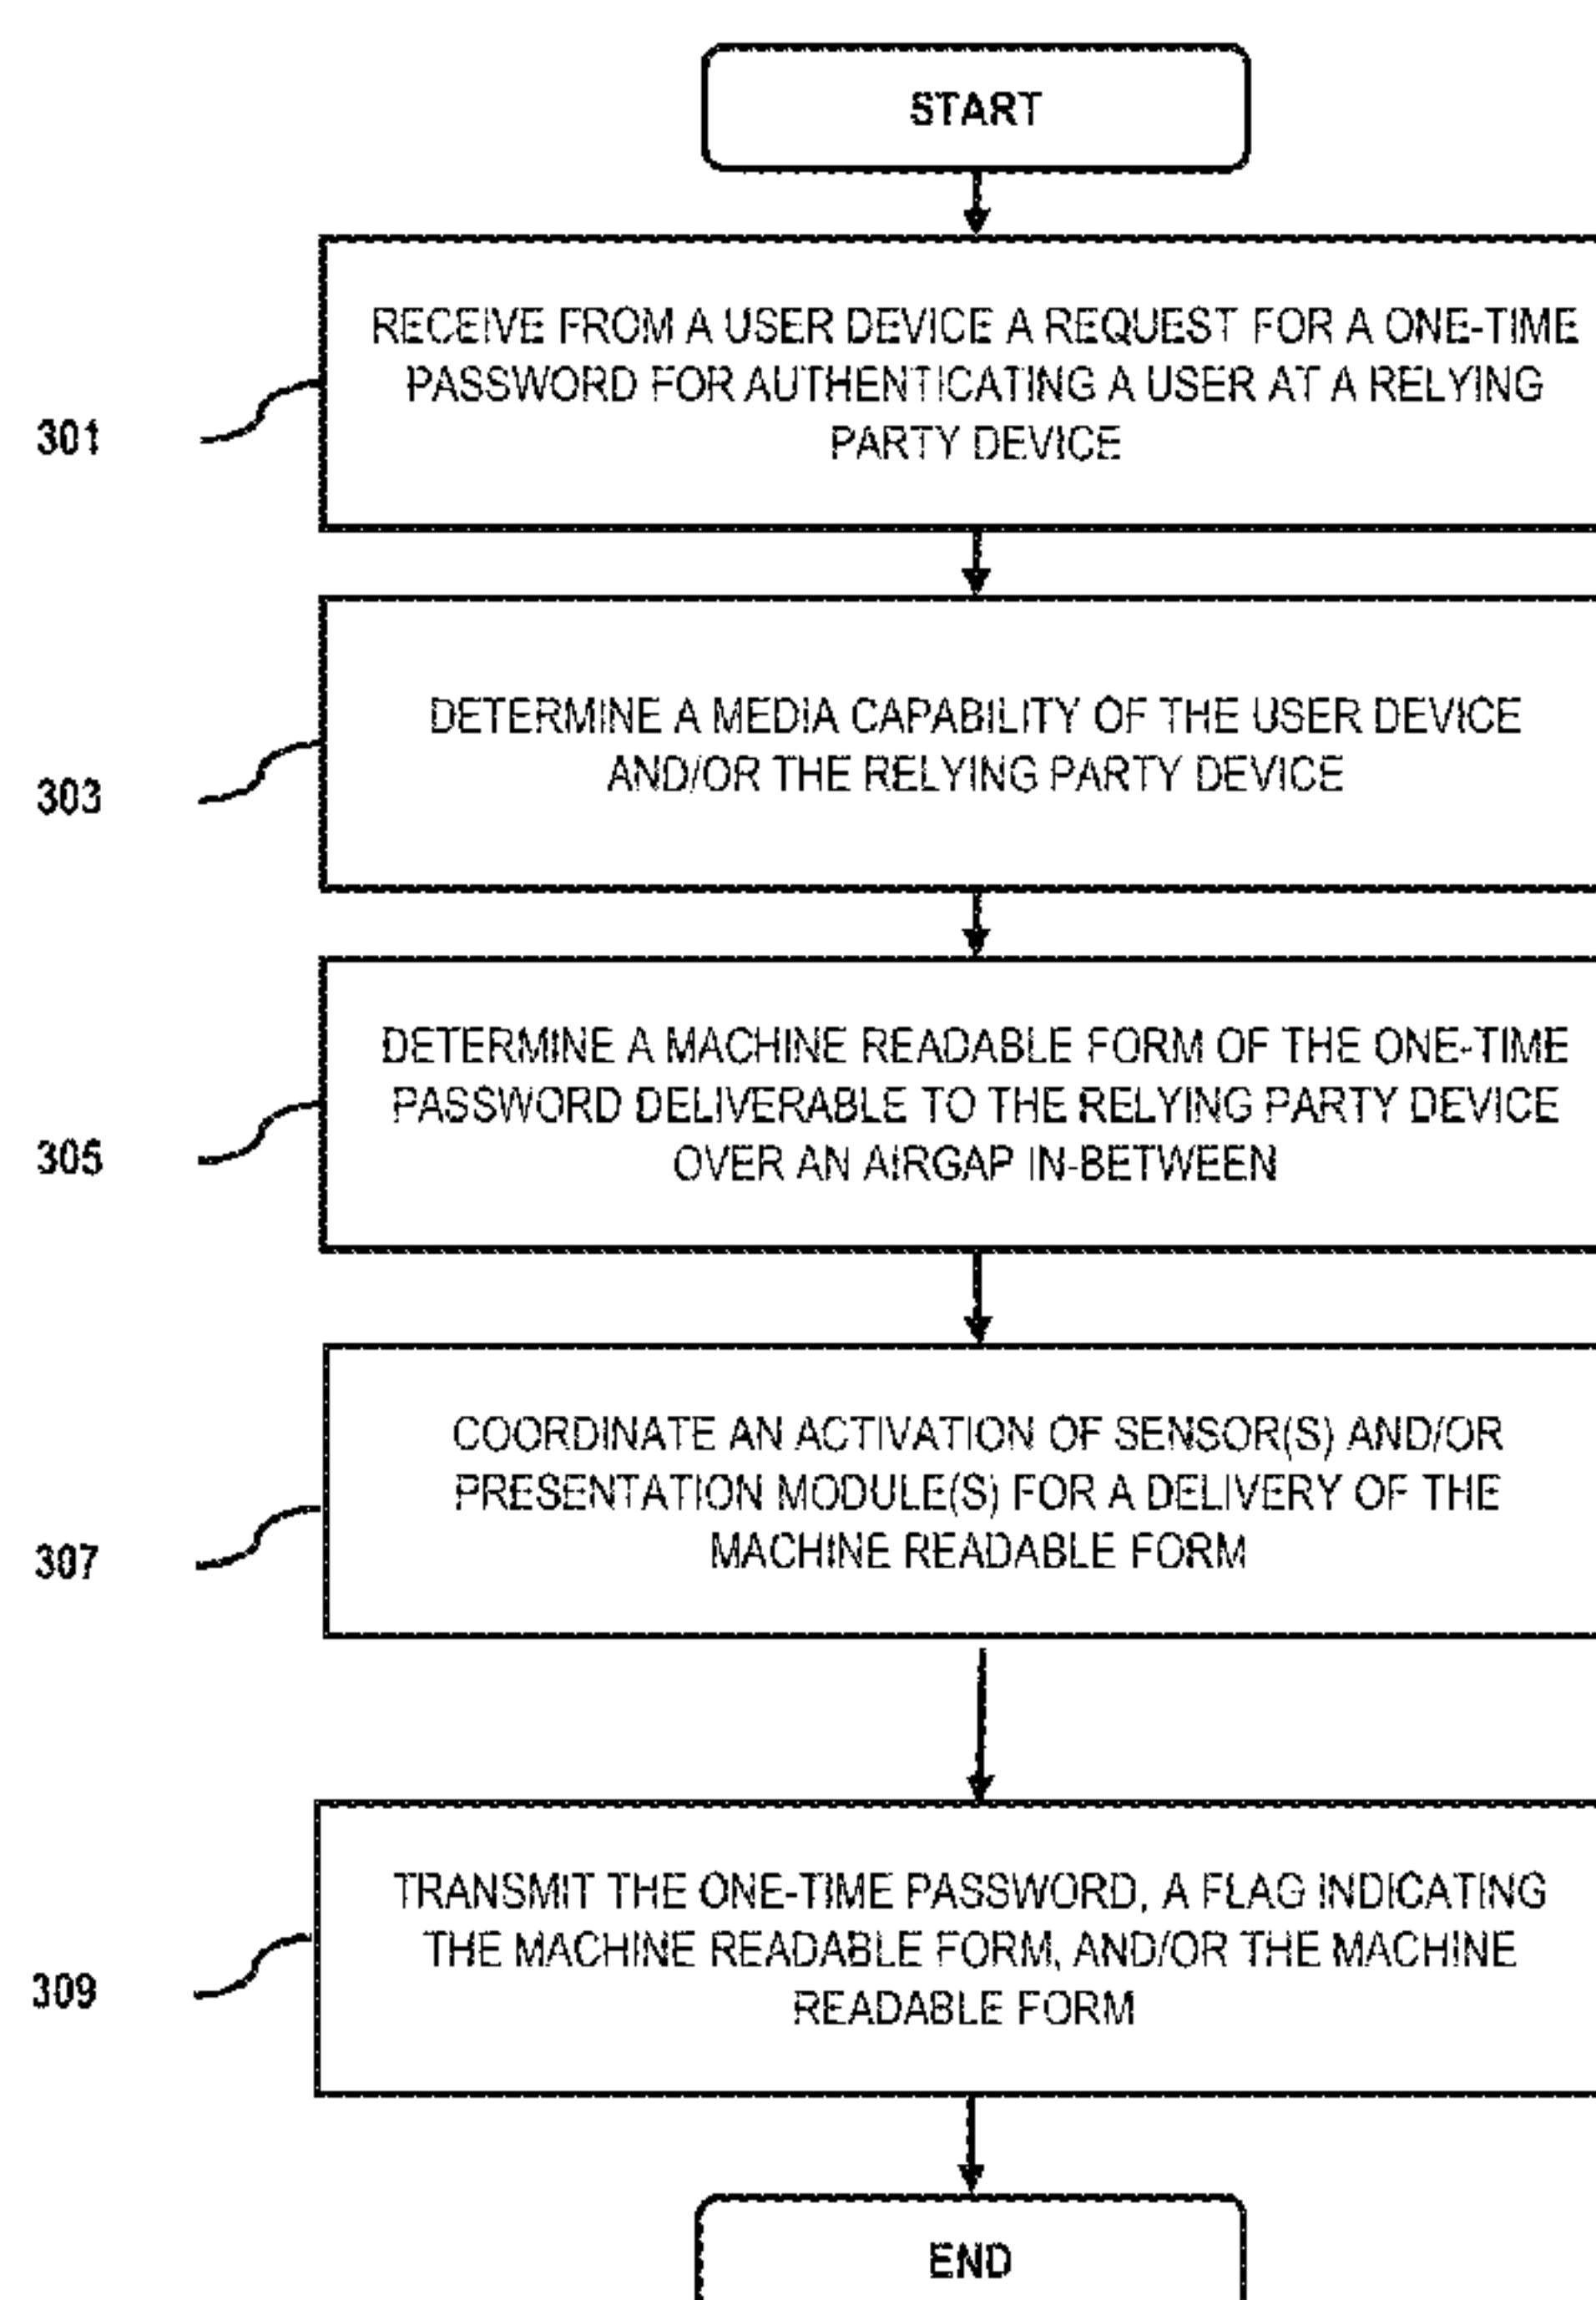 START
RECEIVE FROM A USER DEVICE A REQUEST FOR A ONE-TIME
PASSWORD FOR AUTHENTICATING A USER AT A RELYING
PARTY DEVICE
301
DETERMINE A MEDIA CAPABILITY OF THE USER DEVICE
AND/OR THE RELYING PARTY DEVICE
303
DETERMINE A MACHINE READABLE FORM OF THE ONE-TIME
PASSWORD DELIVERABLE TO THE RELYING PARTY DEVICE
OVER AN AIRGAP IN-BETWEEN
305
COORDINATE AN ACTIVATION OF SENSOR(S) AND/OR
PRESENTATION MODULE(S) FOR A DELIVERY OF THE
MACHINE READABLE FORM
307
TRANSMIT THE ONE-TIME PASSWORD, A FLAG INDICATING
THE MACHINE READABLE FORM, AND/OR THE MACHINE
READABLE FORM
309
END